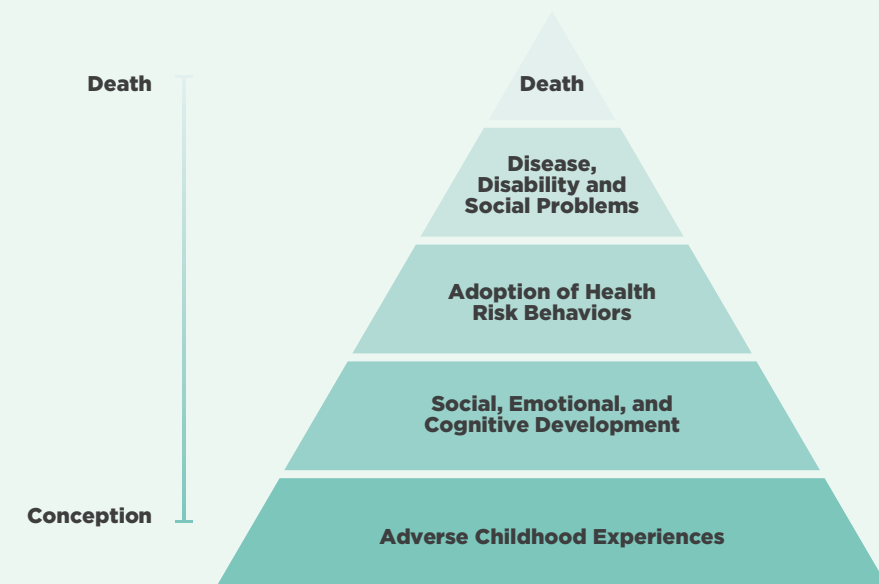 Death
Death
Disease,
Disability and
Social Problems
Adoption of Health
Risk Behaviors
Social, Emotional, and
Cognitive Development
Conception
Adverse Childhood Experiences